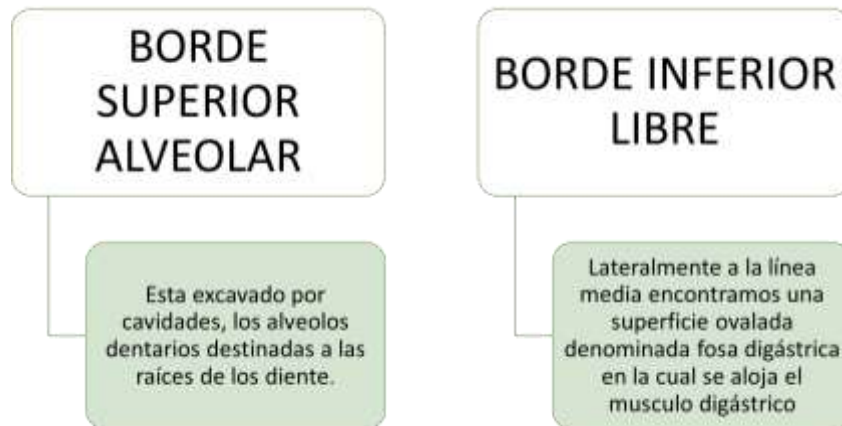 BORDE
SUPERIOR
ALVEOLAR
Esta excavado por
cavidades, los alveolos
dentarios destinadas a las
raíces de los diente.
BORDE INFERIOR
LIBRE
Lateralmente a la línea
media encontramos una
superficie ovalada
denominada fosa digástrica
en la cual se aloja el
musculo digástrico